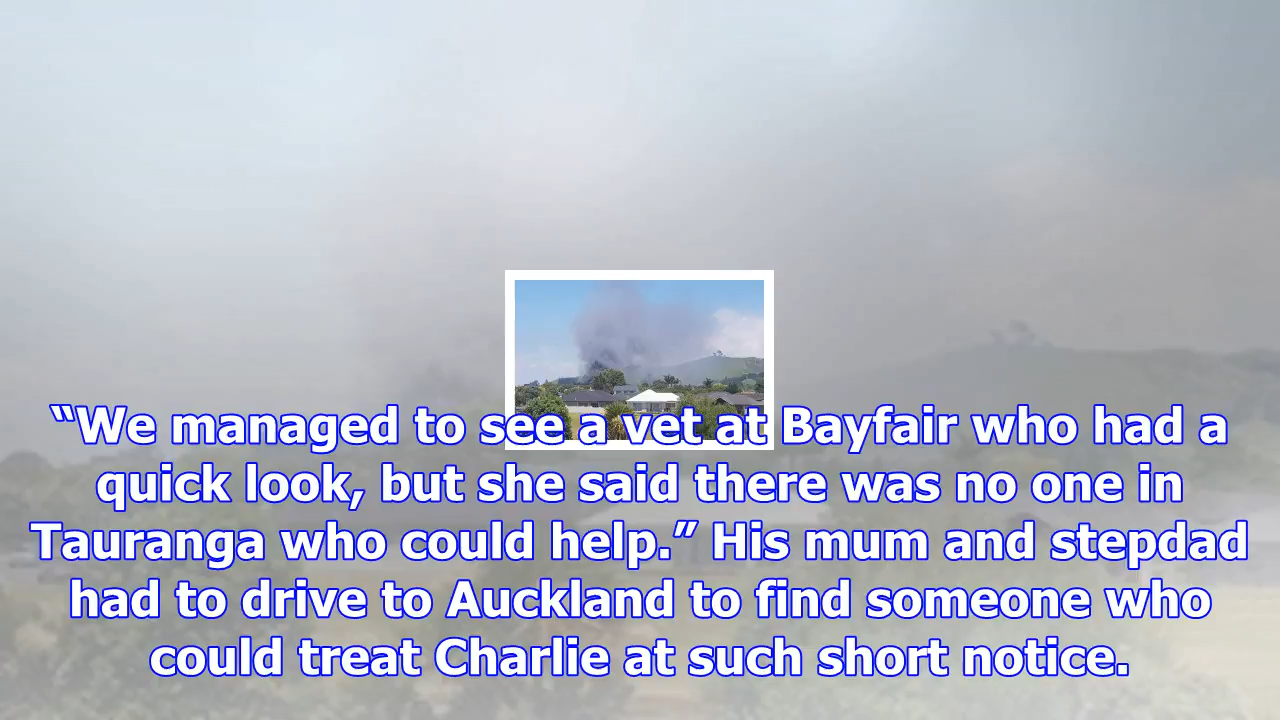 “We managed to see a vet at Bayfair who had a
quick look, but she said there was no one in
Tauranga who could help.” His mum and stepdad
had to drive to Auckland to find someone who
could treat Charlie at such short notice.